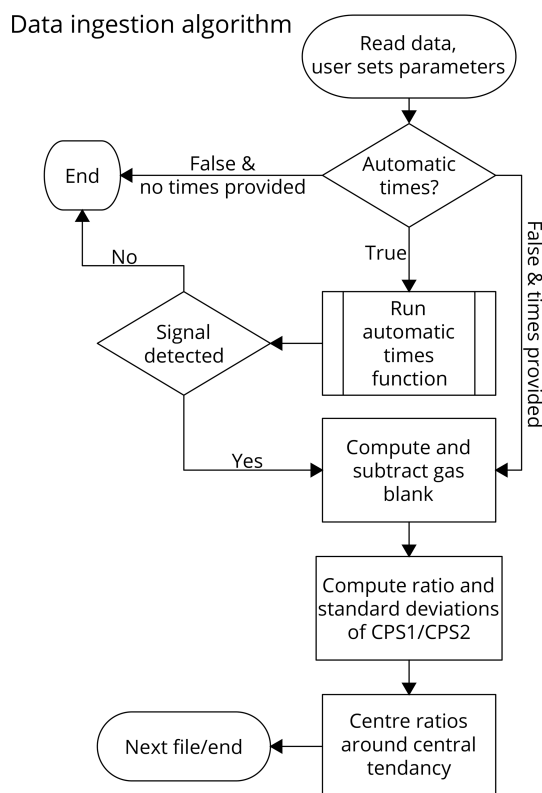 Data ingestion algorithm
Read data,
user sets parameters
Automatic
times?
False &
no times provided
End
False & times provided
True
No
Run
automatic
times
function
Signal
detected
Yes
Compute and
subtract gas
blank
Compute ratio and
standard deviations
of CPS1/CPS2
Centre ratios
around central
tendancy
Next file/end